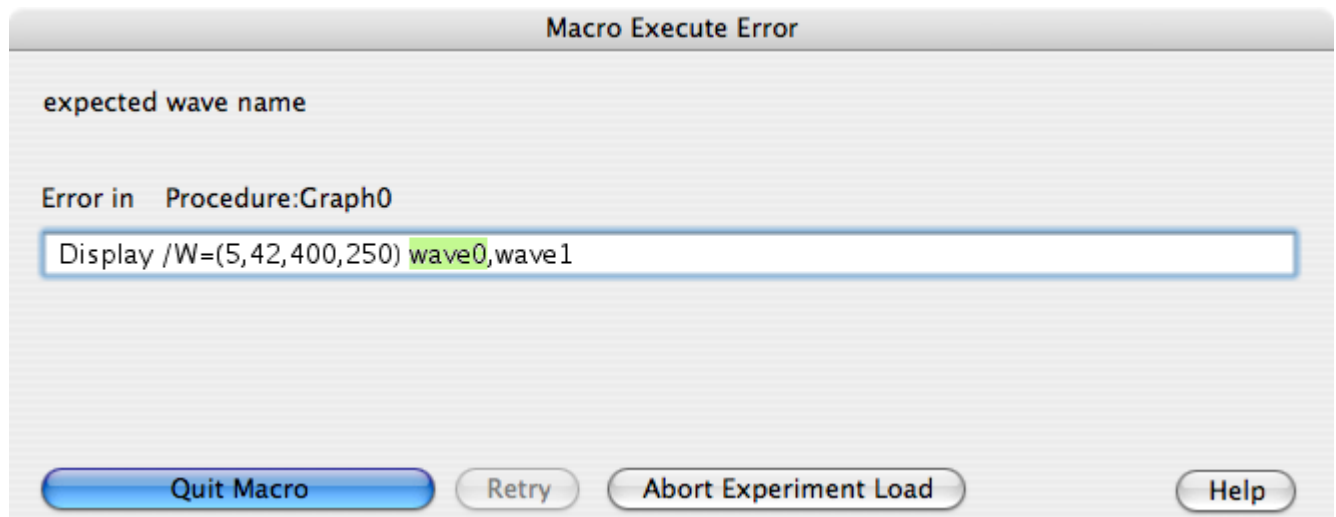 Macro Execute Error
expected wave name
Error in Procedure:Graph0
Display /W=(5,42,400,250) wave0,wave1
Quit Macro Retry Abort Experiment Load Help